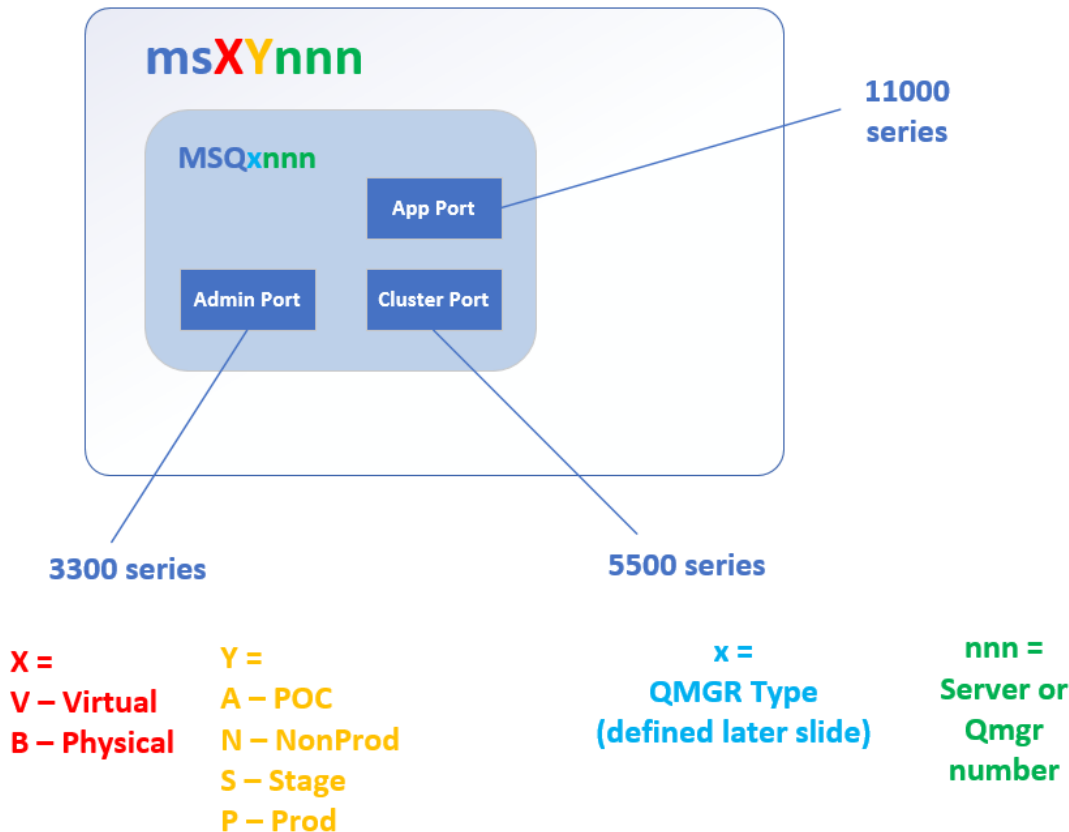 msXYnnn
11000
series
MSQxnnn
App Port
Admin Port
Cluster Port
3300 series
5500 series
X =
V – Virtual
B – Physical
Y =
A – POC
N – NonProd
S – Stage
P – Prod
x =
QMGR Type
(defined later slide)
nnn =
Server or
Qmgr
number